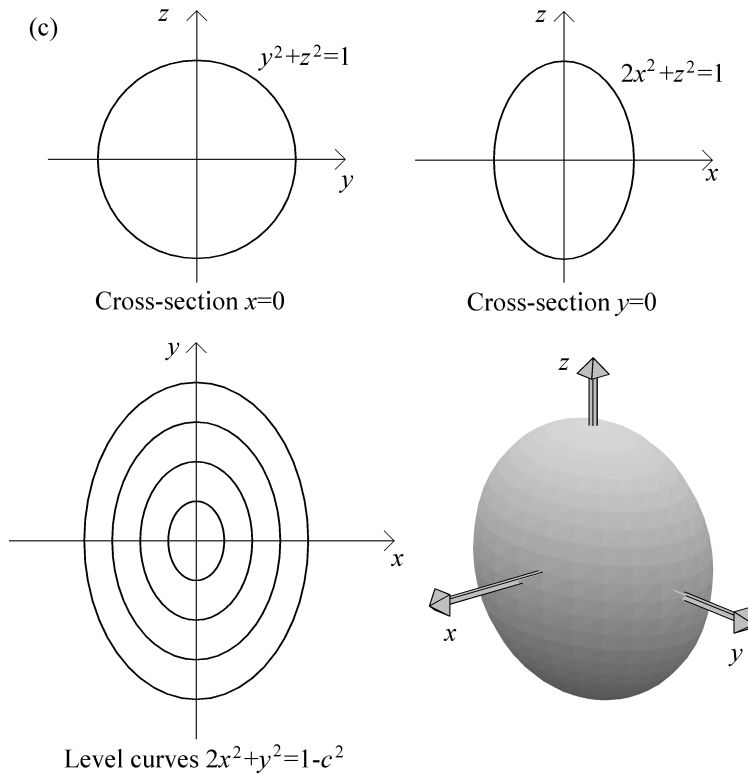 (c)
z
y²+z²=1
y
Cross-section x=0
z
2x²+z²=1
x
Cross-section y=0
y
x
Level curves 2x²+y²=1-c²
z
x
y